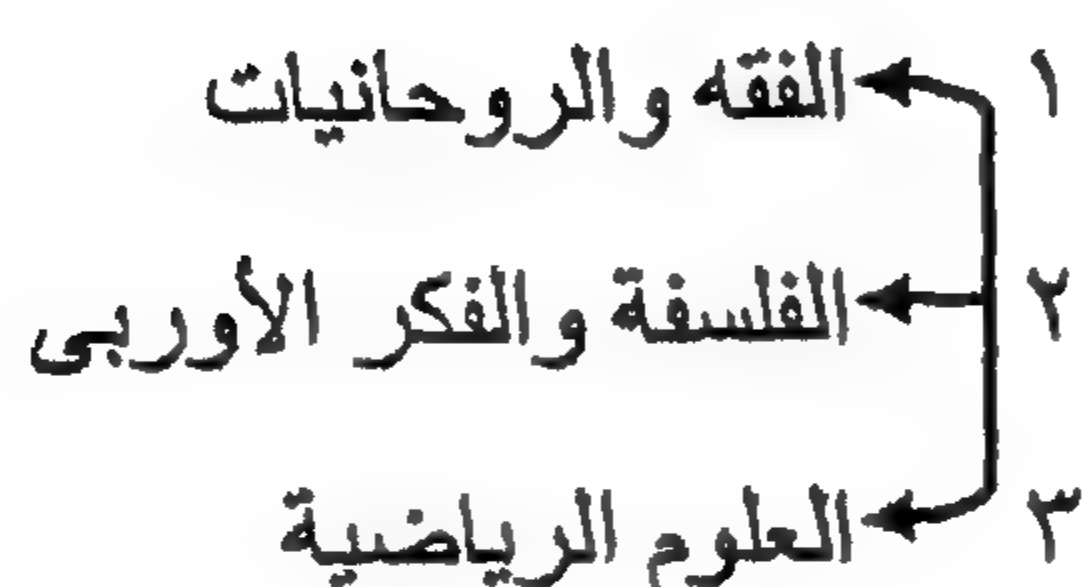 ١ الفقه والروحانيات
٢ الفلسفة والفكر الأوربى
٣ العلوم الرياضية